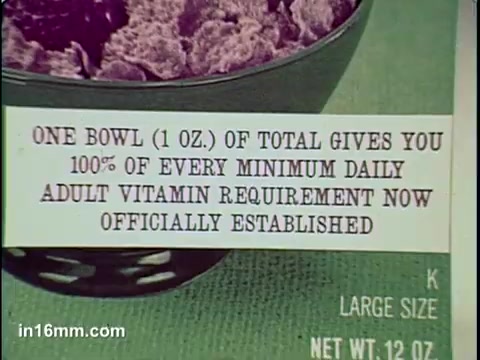 ONE BOWL (1 OZ.) OF TOTAL GIVES YOU
100% OF EVERY MINIMUM DAILY
ADULT VITAMIN REQUIREMENT NOW
OFFICIALLY ESTABLISHED
K
LARGE SIZE
NET WT. 12 OZ.
in16mm.com